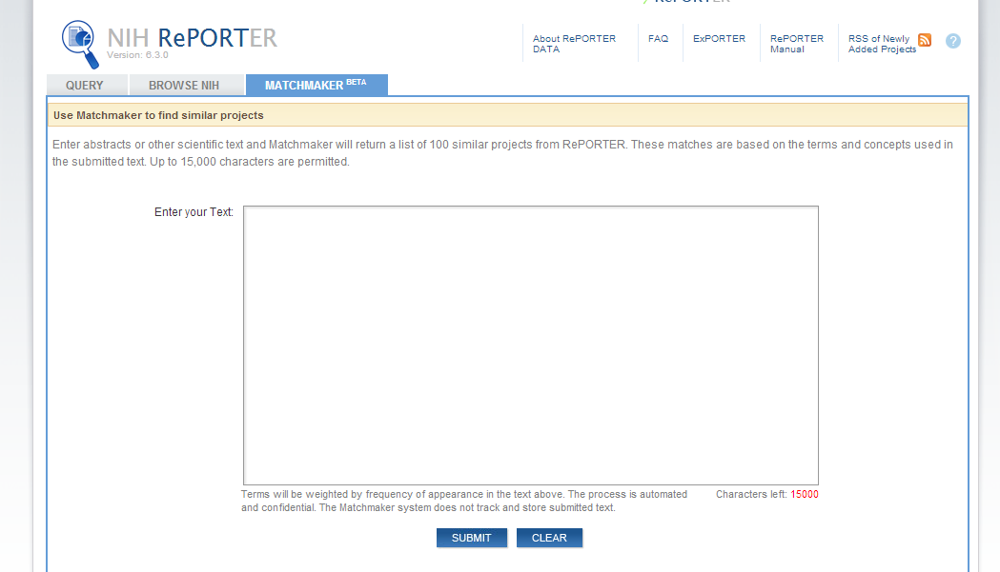 RePORTER
NIH RePORTER
Version: 6.3.0
About RePORTER
DATA
FAQ
ExPORTER
RePORTER
Manual
RSS of Newly
Added Projects
?
QUERY
BROWSE NIH
MATCHMAKER BETA
Use Matchmaker to find similar projects
Enter abstracts or other scientific text and Matchmaker will return a list of 100 similar projects from RePORTER. These matches are based on the terms and concepts used in
the submitted text. Up to 15,000 characters are permitted.
Enter your Text:
Terms will be weighted by frequency of appearance in the text above. The process is automated
and confidential. The Matchmaker system does not track and store submitted text.
Characters left: 15000
SUBMIT
CLEAR